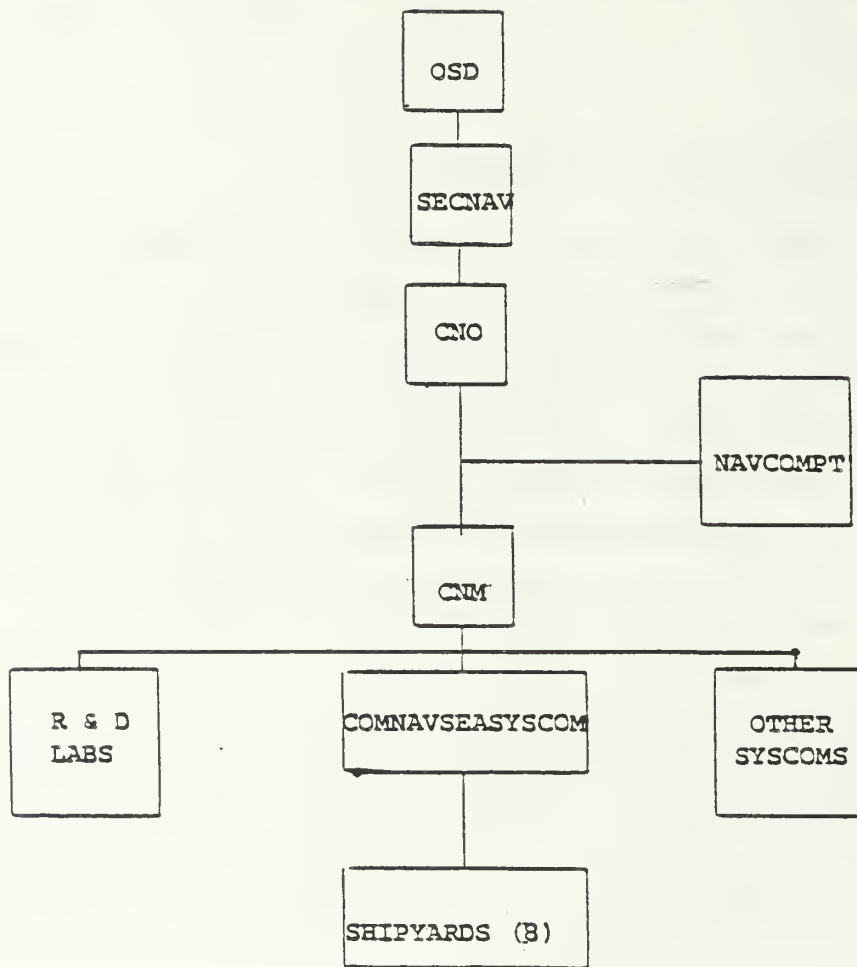 OSD
SECNAV
CNO
NAVCOMPT
CNM
R & D
LABS
COMNAVSEASYSCOM
OTHER
SYSCOMS
SHIPYARDS (8)